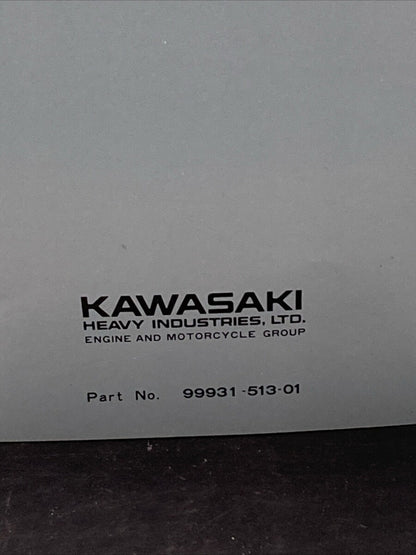 KAWASAKI
HEAVY INDUSTRIES, LTD.
ENGINE AND MOTORCYCLE GROUP
Part No. 99931-513-01